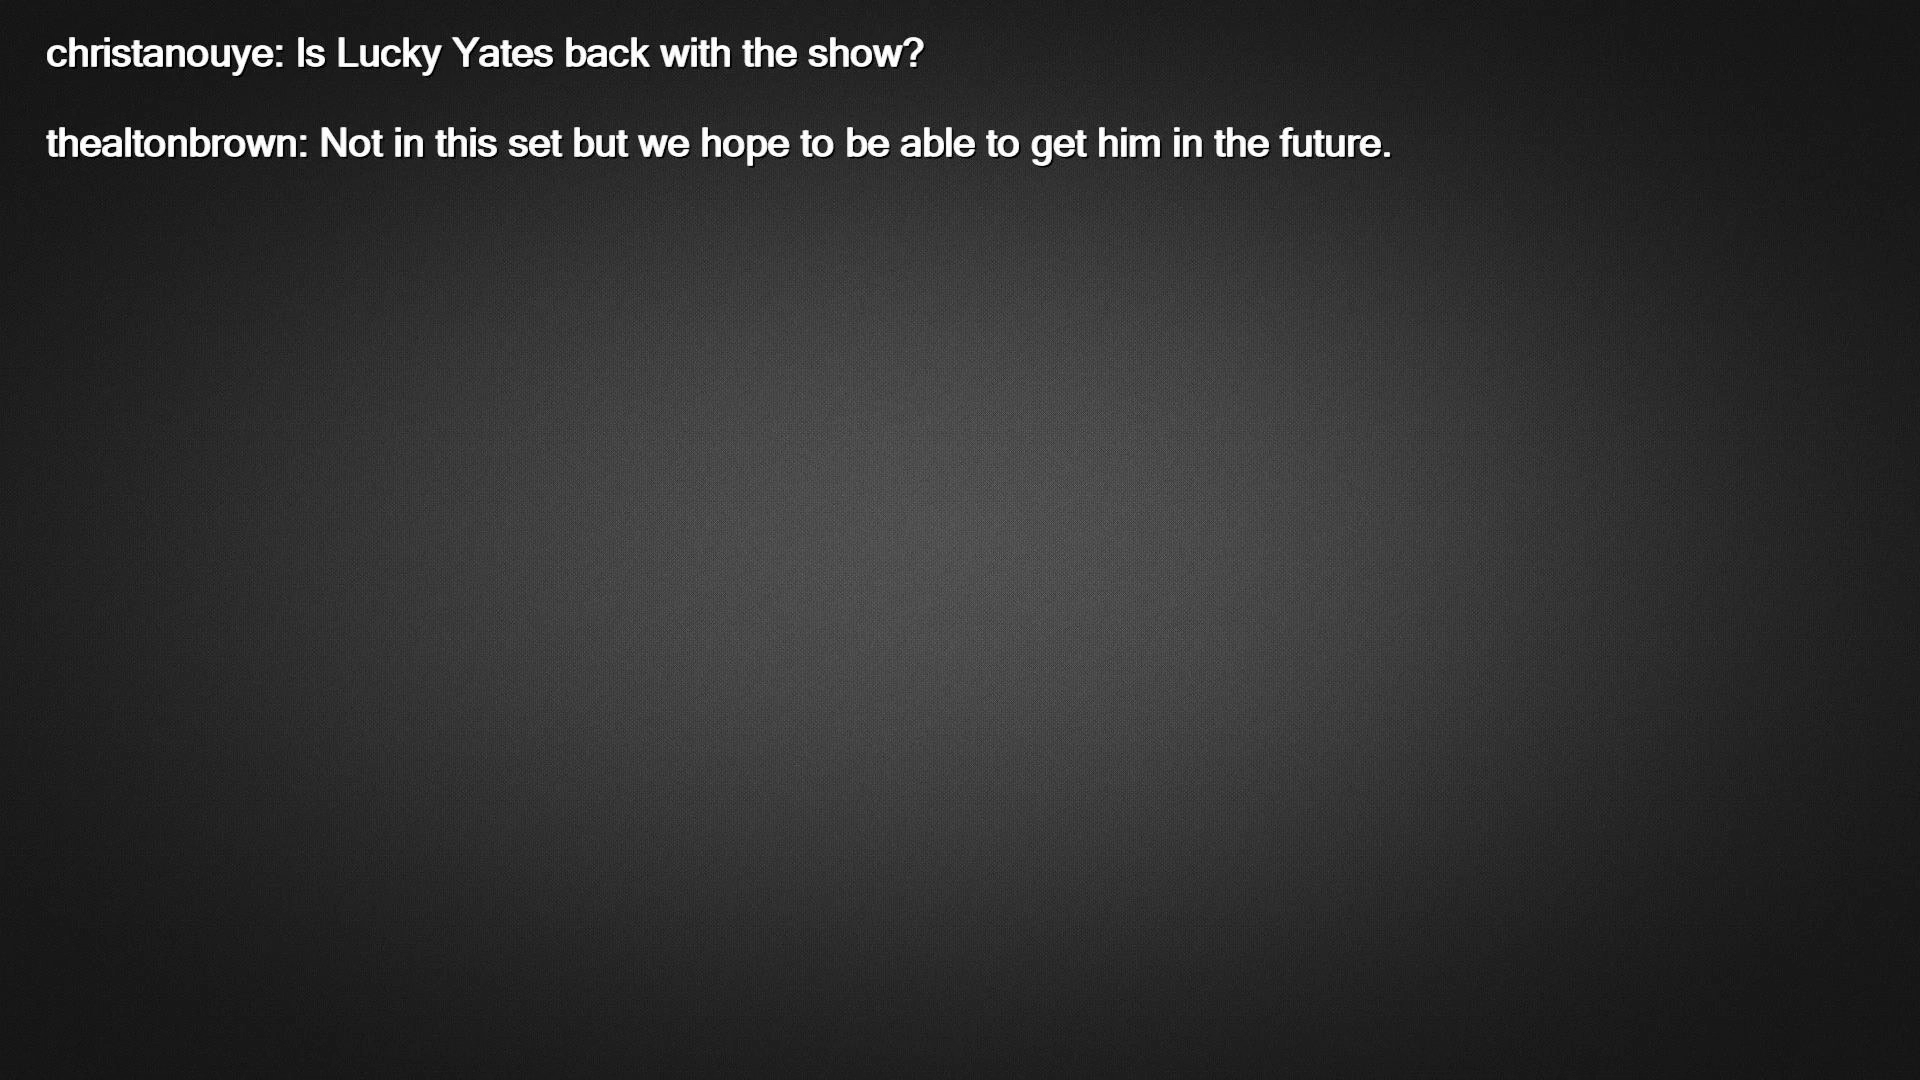 christanouye: Is Lucky Yates back with the show?
thealtonbrown: Not in this set but we hope to be able to get him in the future.